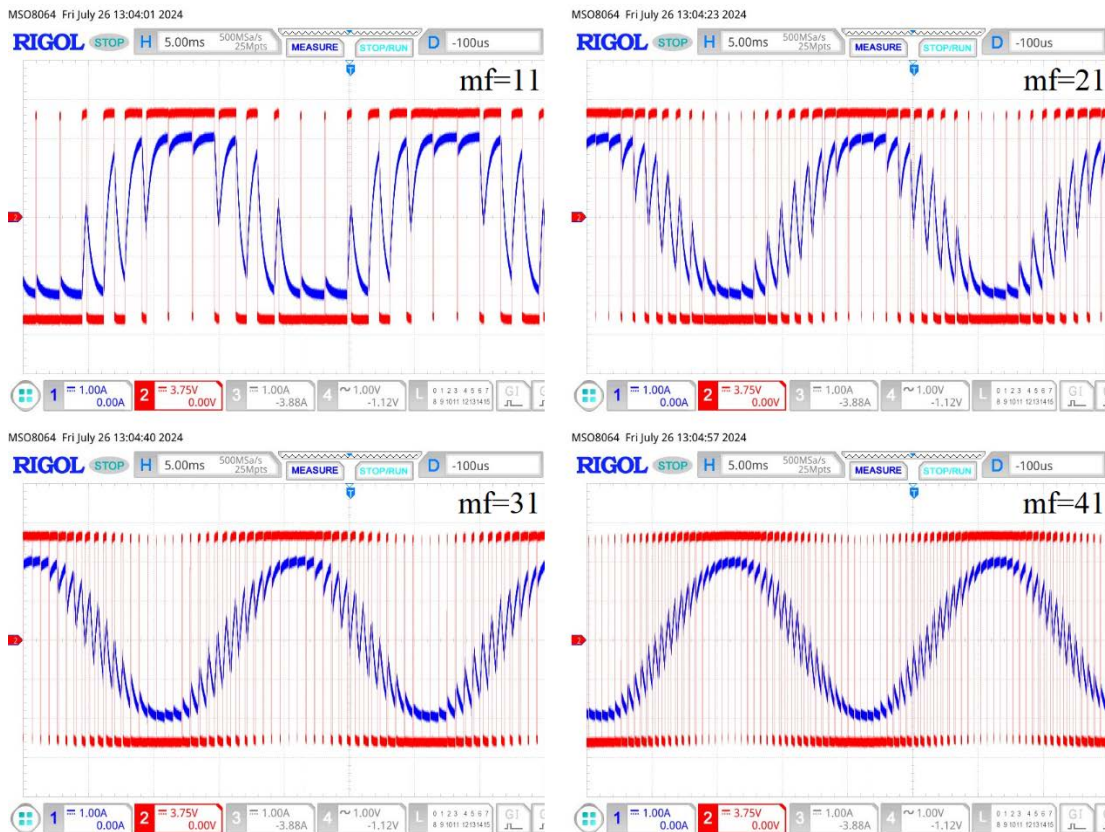 MSO8064 Fri July 26 13:04:01 2024
RIGOL STOP H 5.00ms 500MSa/s 25Mpts MEASURE STOP/RUN D -100us
T
mf=11
2
1 1.00A 0.00A 2 3.75V 0.00V 3 1.00A -3.88A 4 1.00V -1.12V L 0 1 2 3 4 5 6 7 8 9 10 11 12 13 14 15 GI
MSO8064 Fri July 26 13:04:23 2024
RIGOL STOP H 5.00ms 500MSa/s 25Mpts MEASURE STOP/RUN D -100us
T
mf=21
2
1 1.00A 0.00A 2 3.75V 0.00V 3 1.00A -3.88A 4 1.00V -1.12V L 0 1 2 3 4 5 6 7 8 9 10 11 12 13 14 15 GI
MSO8064 Fri July 26 13:04:40 2024
RIGOL STOP H 5.00ms 500MSa/s 25Mpts MEASURE STOP/RUN D -100us
T
mf=31
2
1 1.00A 0.00A 2 3.75V 0.00V 3 1.00A -3.88A 4 1.00V -1.12V L 0 1 2 3 4 5 6 7 8 9 10 11 12 13 14 15 GI
MSO8064 Fri July 26 13:04:57 2024
RIGOL STOP H 5.00ms 500MSa/s 25Mpts MEASURE STOP/RUN D -100us
T
mf=41
2
1 1.00A 0.00A 2 3.75V 0.00V 3 1.00A -3.88A 4 1.00V -1.12V L 0 1 2 3 4 5 6 7 8 9 10 11 12 13 14 15 GI